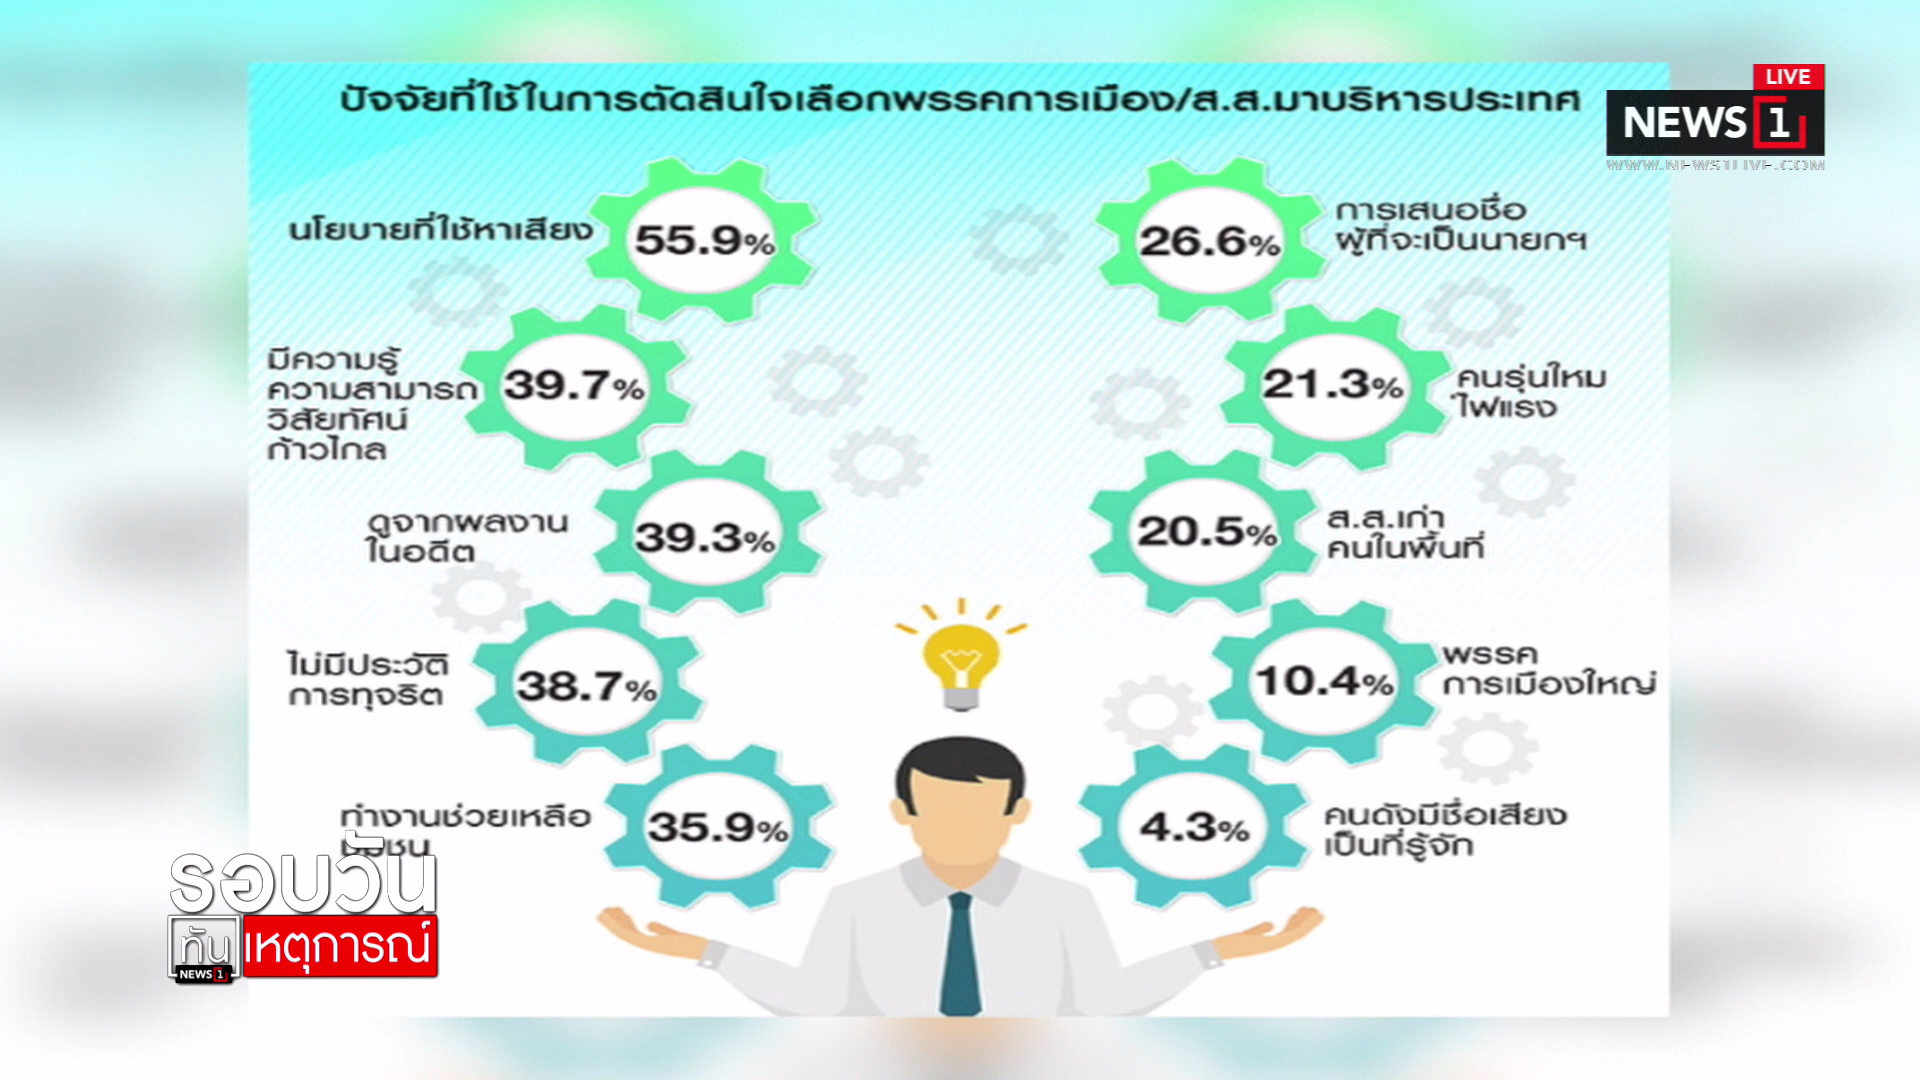 ปัจจัยที่ใช้ในการตัดสินใจเลือกพรรคการเมือง/ส.ส.มาบริหารประเทศ
LIVE
NEWS 1
WWW.NEWS1LIVE.COM
นโยบายที่ใช้หาเสียง
55.9%
มีความรู้
ความสามารถ
วิสัยทัศน์
ก้าวไกล
39.7%
ดูจากผลงาน
ในอดีต
39.3%
ไม่มีประวัติ
การทุจริต
38.7%
ทำงานช่วยเหลือ
35.9%
26.6%
การเสนอชื่อ
ผู้ที่จะเป็นนายกฯ
21.3%
คนรุ่นใหม
่ไฟแรง
20.5%
ส.ส.เก่า
คนในพื้นที่
10.4%
พรรค
การเมืองใหญ่
4.3%
คนดังมีชื่อเสียง
เป็นที่รู้จัก
รอบวัน
ทัน เหตุการณ์
NEWS 1